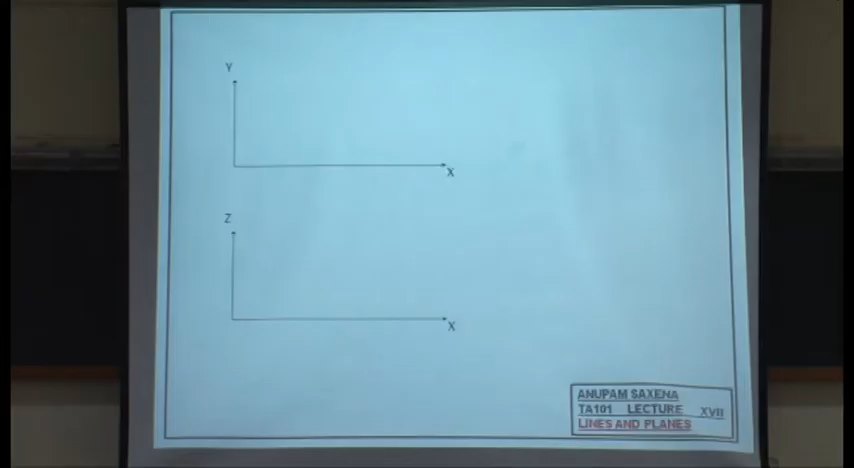 Y
X
Z
X
ANUPAM SAXENA
TA101 LECTURE XVII
LINES AND PLANES